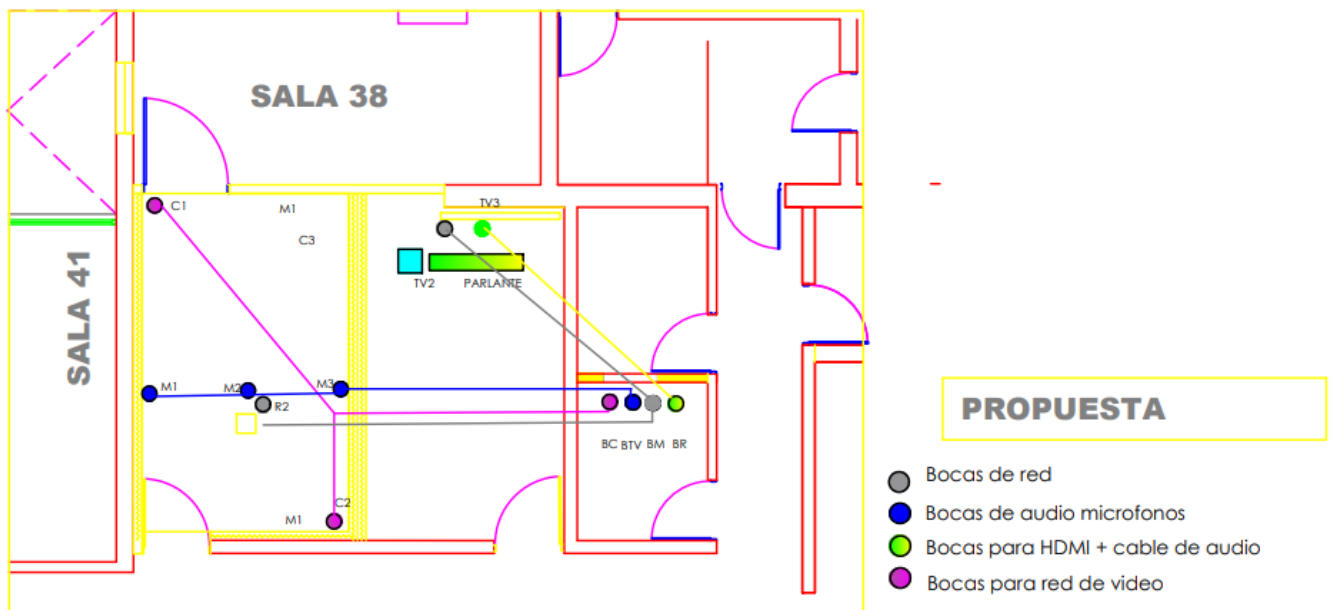 SALA 38
C1
M1
C3
TV3
TV2
PARLANTE
SALA 41
M1
M2
M3
R2
BC
BTV
BM
BR
C2
M1
PROPUESTA
Bocas de red
Bocas de audio microfonos
Bocas para HDMI + cable de audio
Bocas para red de video